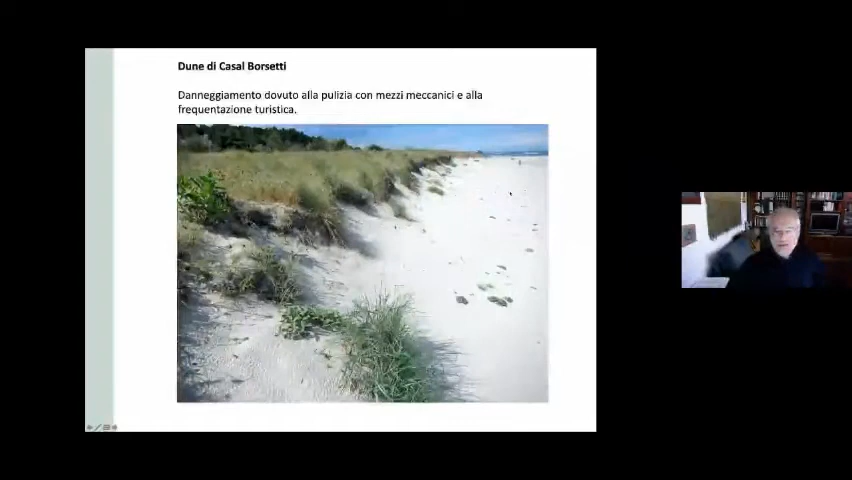 Dune di Casal Borsetti
Danneggiamento dovuto alla pulizia con mezzi meccanici e alla
frequentazione turistica.